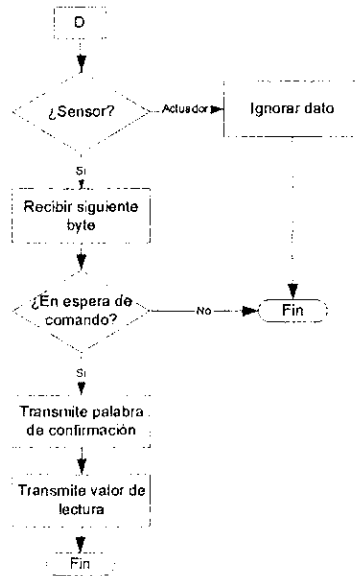 D
¿Sensor?
Actuador
Ignorar dato
Si
Recibir siguiente
byte
¿En espera de
comando?
No
Fin
Si
Transmite palabra
de confirmación
Transmite valor de
lectura
Fin